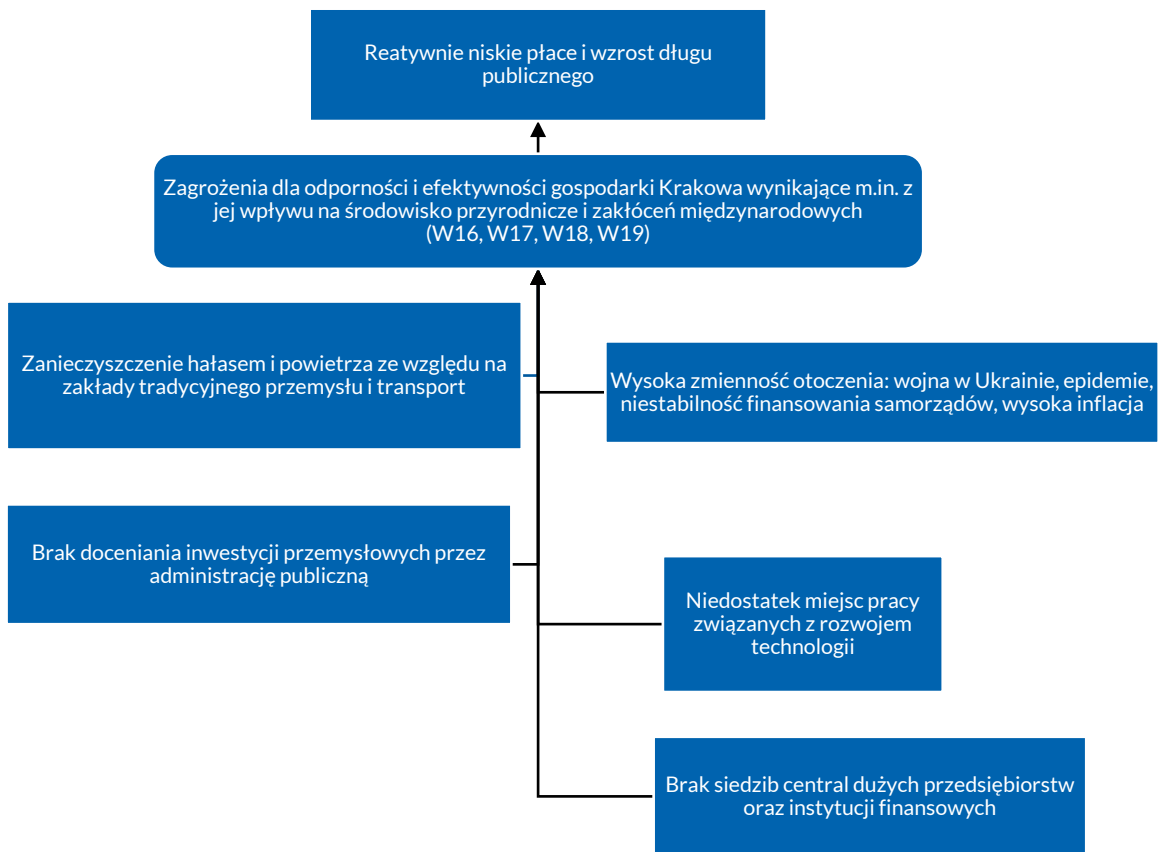 Reatywnie niskie płace i wzrost długu
publicznego
Zagrożenia dla odporności i efektywności gospodarki Krakowa wynikające m.in. z
jej wpływu na środowisko przyrodnicze i zakłóceń międzynarodowych
(W16, W17, W18, W19)
Zanieczyszczenie hałasem i powietrza ze względu na
zakłady tradycyjnego przemysłu i transport
Wysoka zmienność otoczenia: wojna w Ukrainie, epidemie,
niestabilność finansowania samorządów, wysoka inflacja
Brak doceniania inwestycji przemysłowych przez
administrację publiczną
Niedostatek miejsc pracy
związanych z rozwojem
technologii
Brak siedzib central dużych przedsiębiorstw
oraz instytucji finansowych